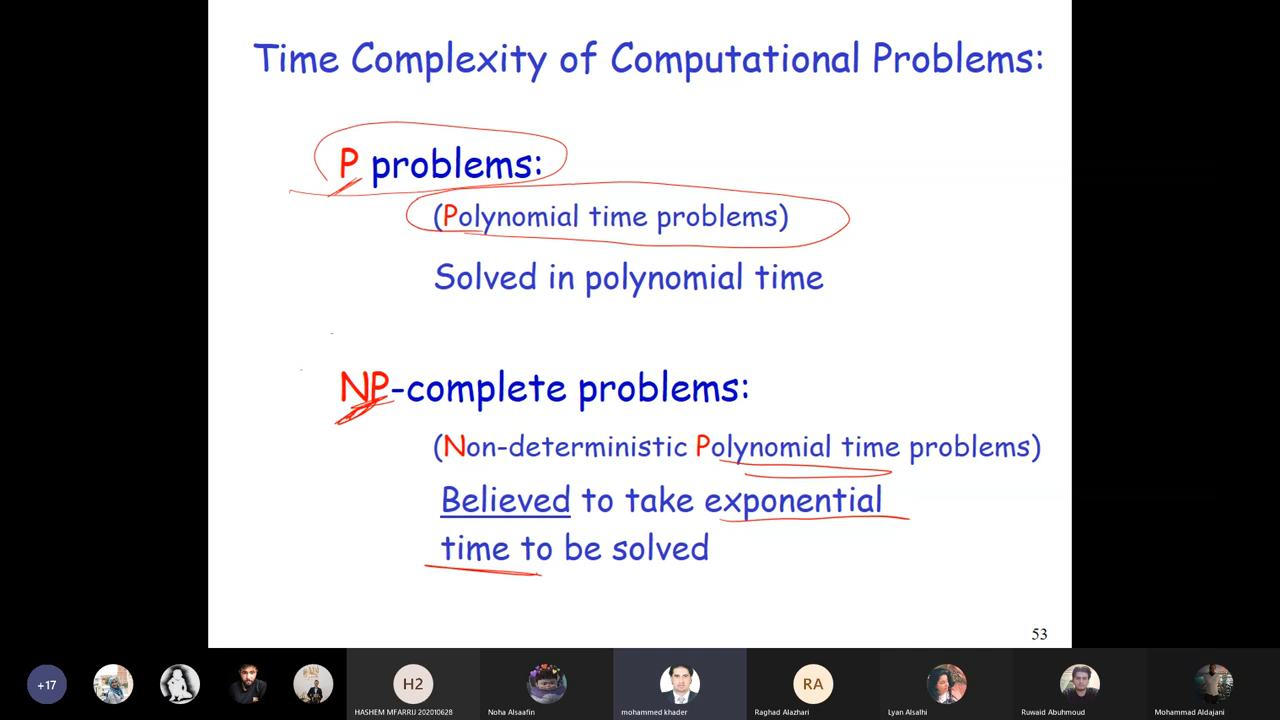 Time Complexity of Computational Problems:
P problems:
(Polynomial time problems)
Solved in polynomial time
NP-complete problems:
(Non-deterministic Polynomial time problems)
Believed to take exponential
time to be solved
53
+17
H2
RA
HASHEM MFARRIJ 202010628
Noha Alsaafin
mohammed khader
Raghad Alazhari
Lyan Alsalhi
Ruwaid Abuhmoud
Mohammad Aldajani